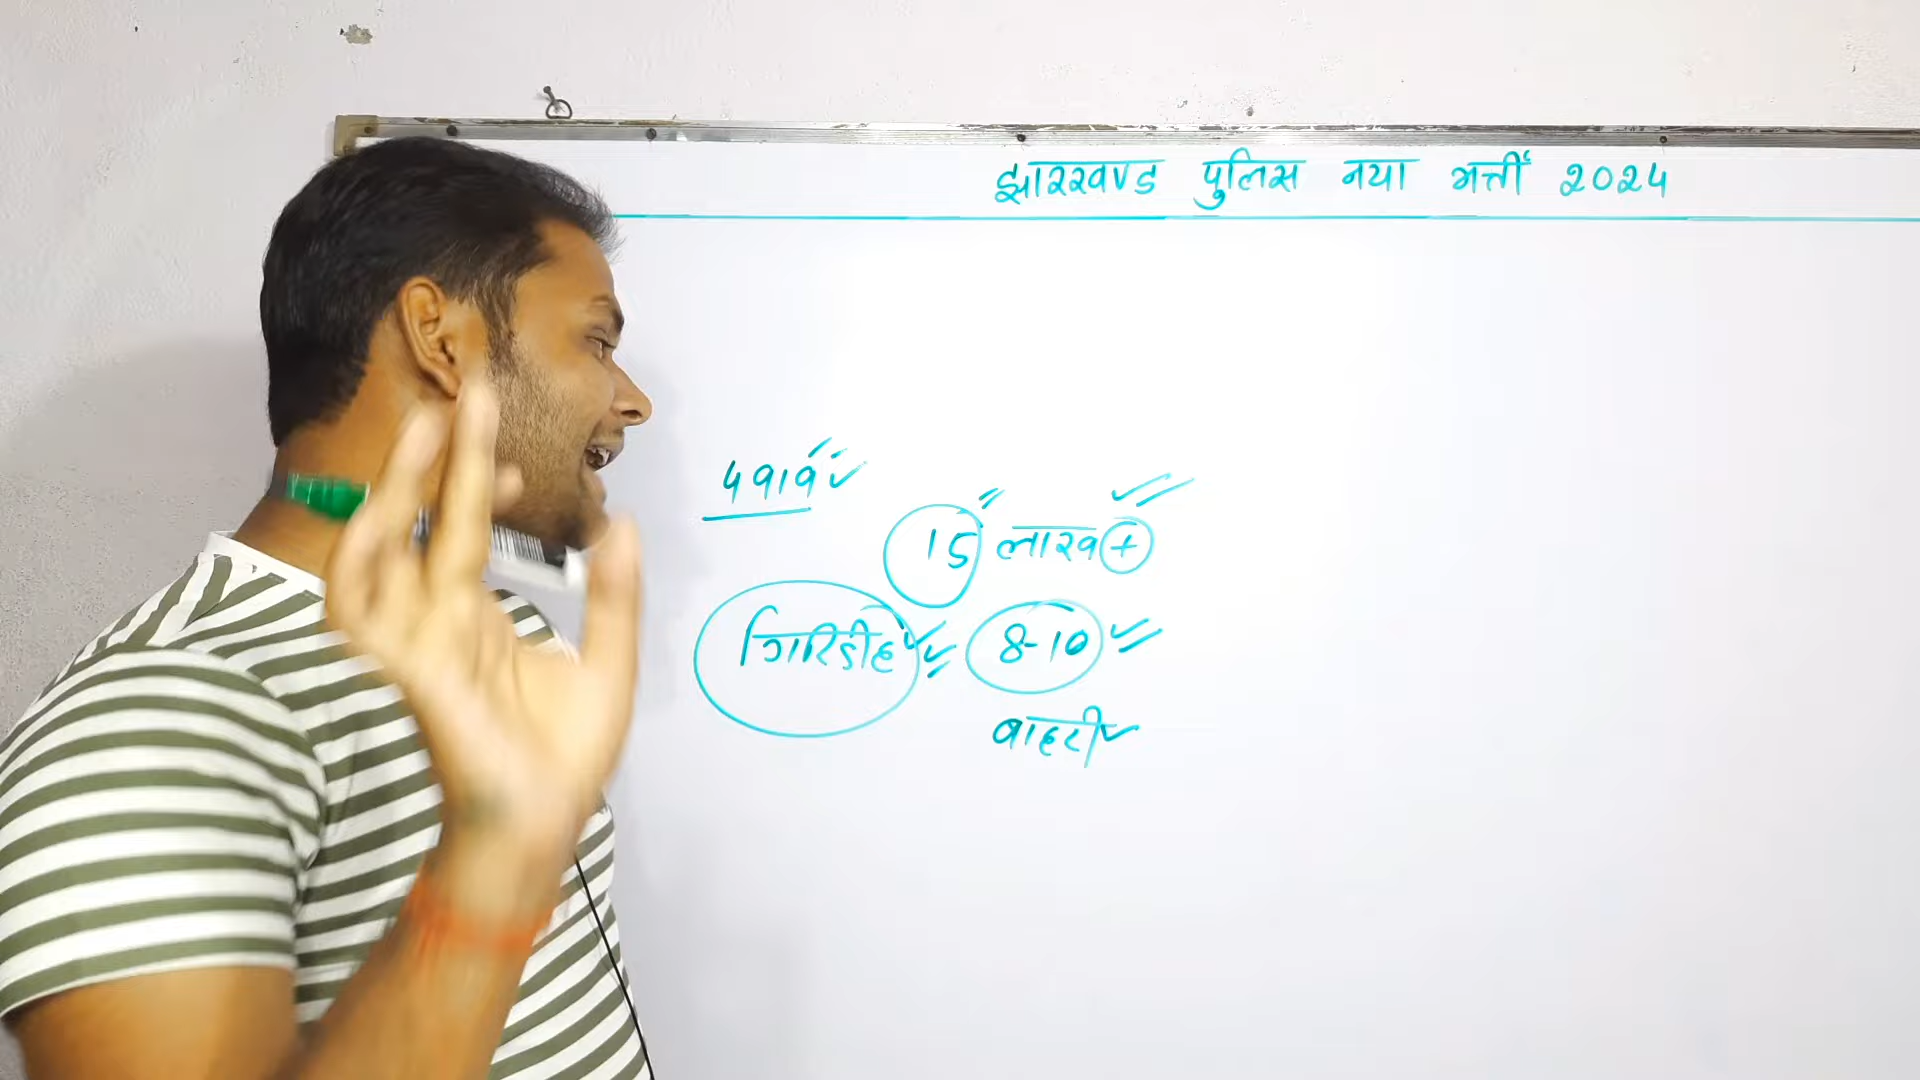 झारखण्ड पुलिस नया भर्ती 2024
4919
15 लाख +
गिरिडीह 8-10
बाहरी